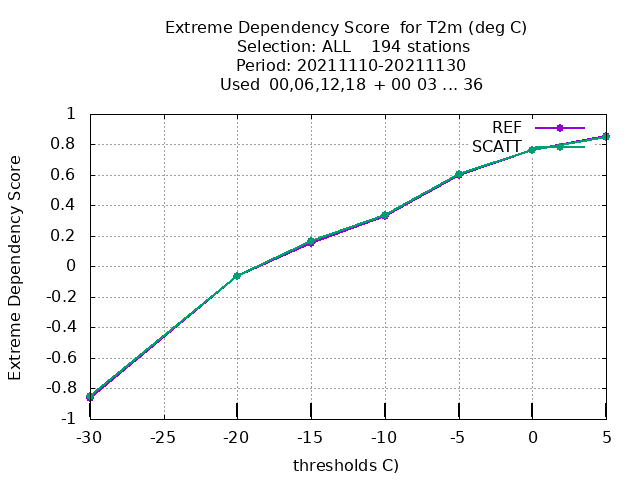 Extreme Dependency Score  for T2m (deg C)
Selection: ALL    194 stations
Period: 20211110-20211130
Used  00,06,12,18  + 00 03 ... 36
REF
SCATT
Extreme Dependency Score
1
0.8
0.6
0.4
0.2
0
-0.2
-0.4
-0.6
-0.8
-1
-30 -25 -20 -15 -10 -5 0 5
thresholds C)